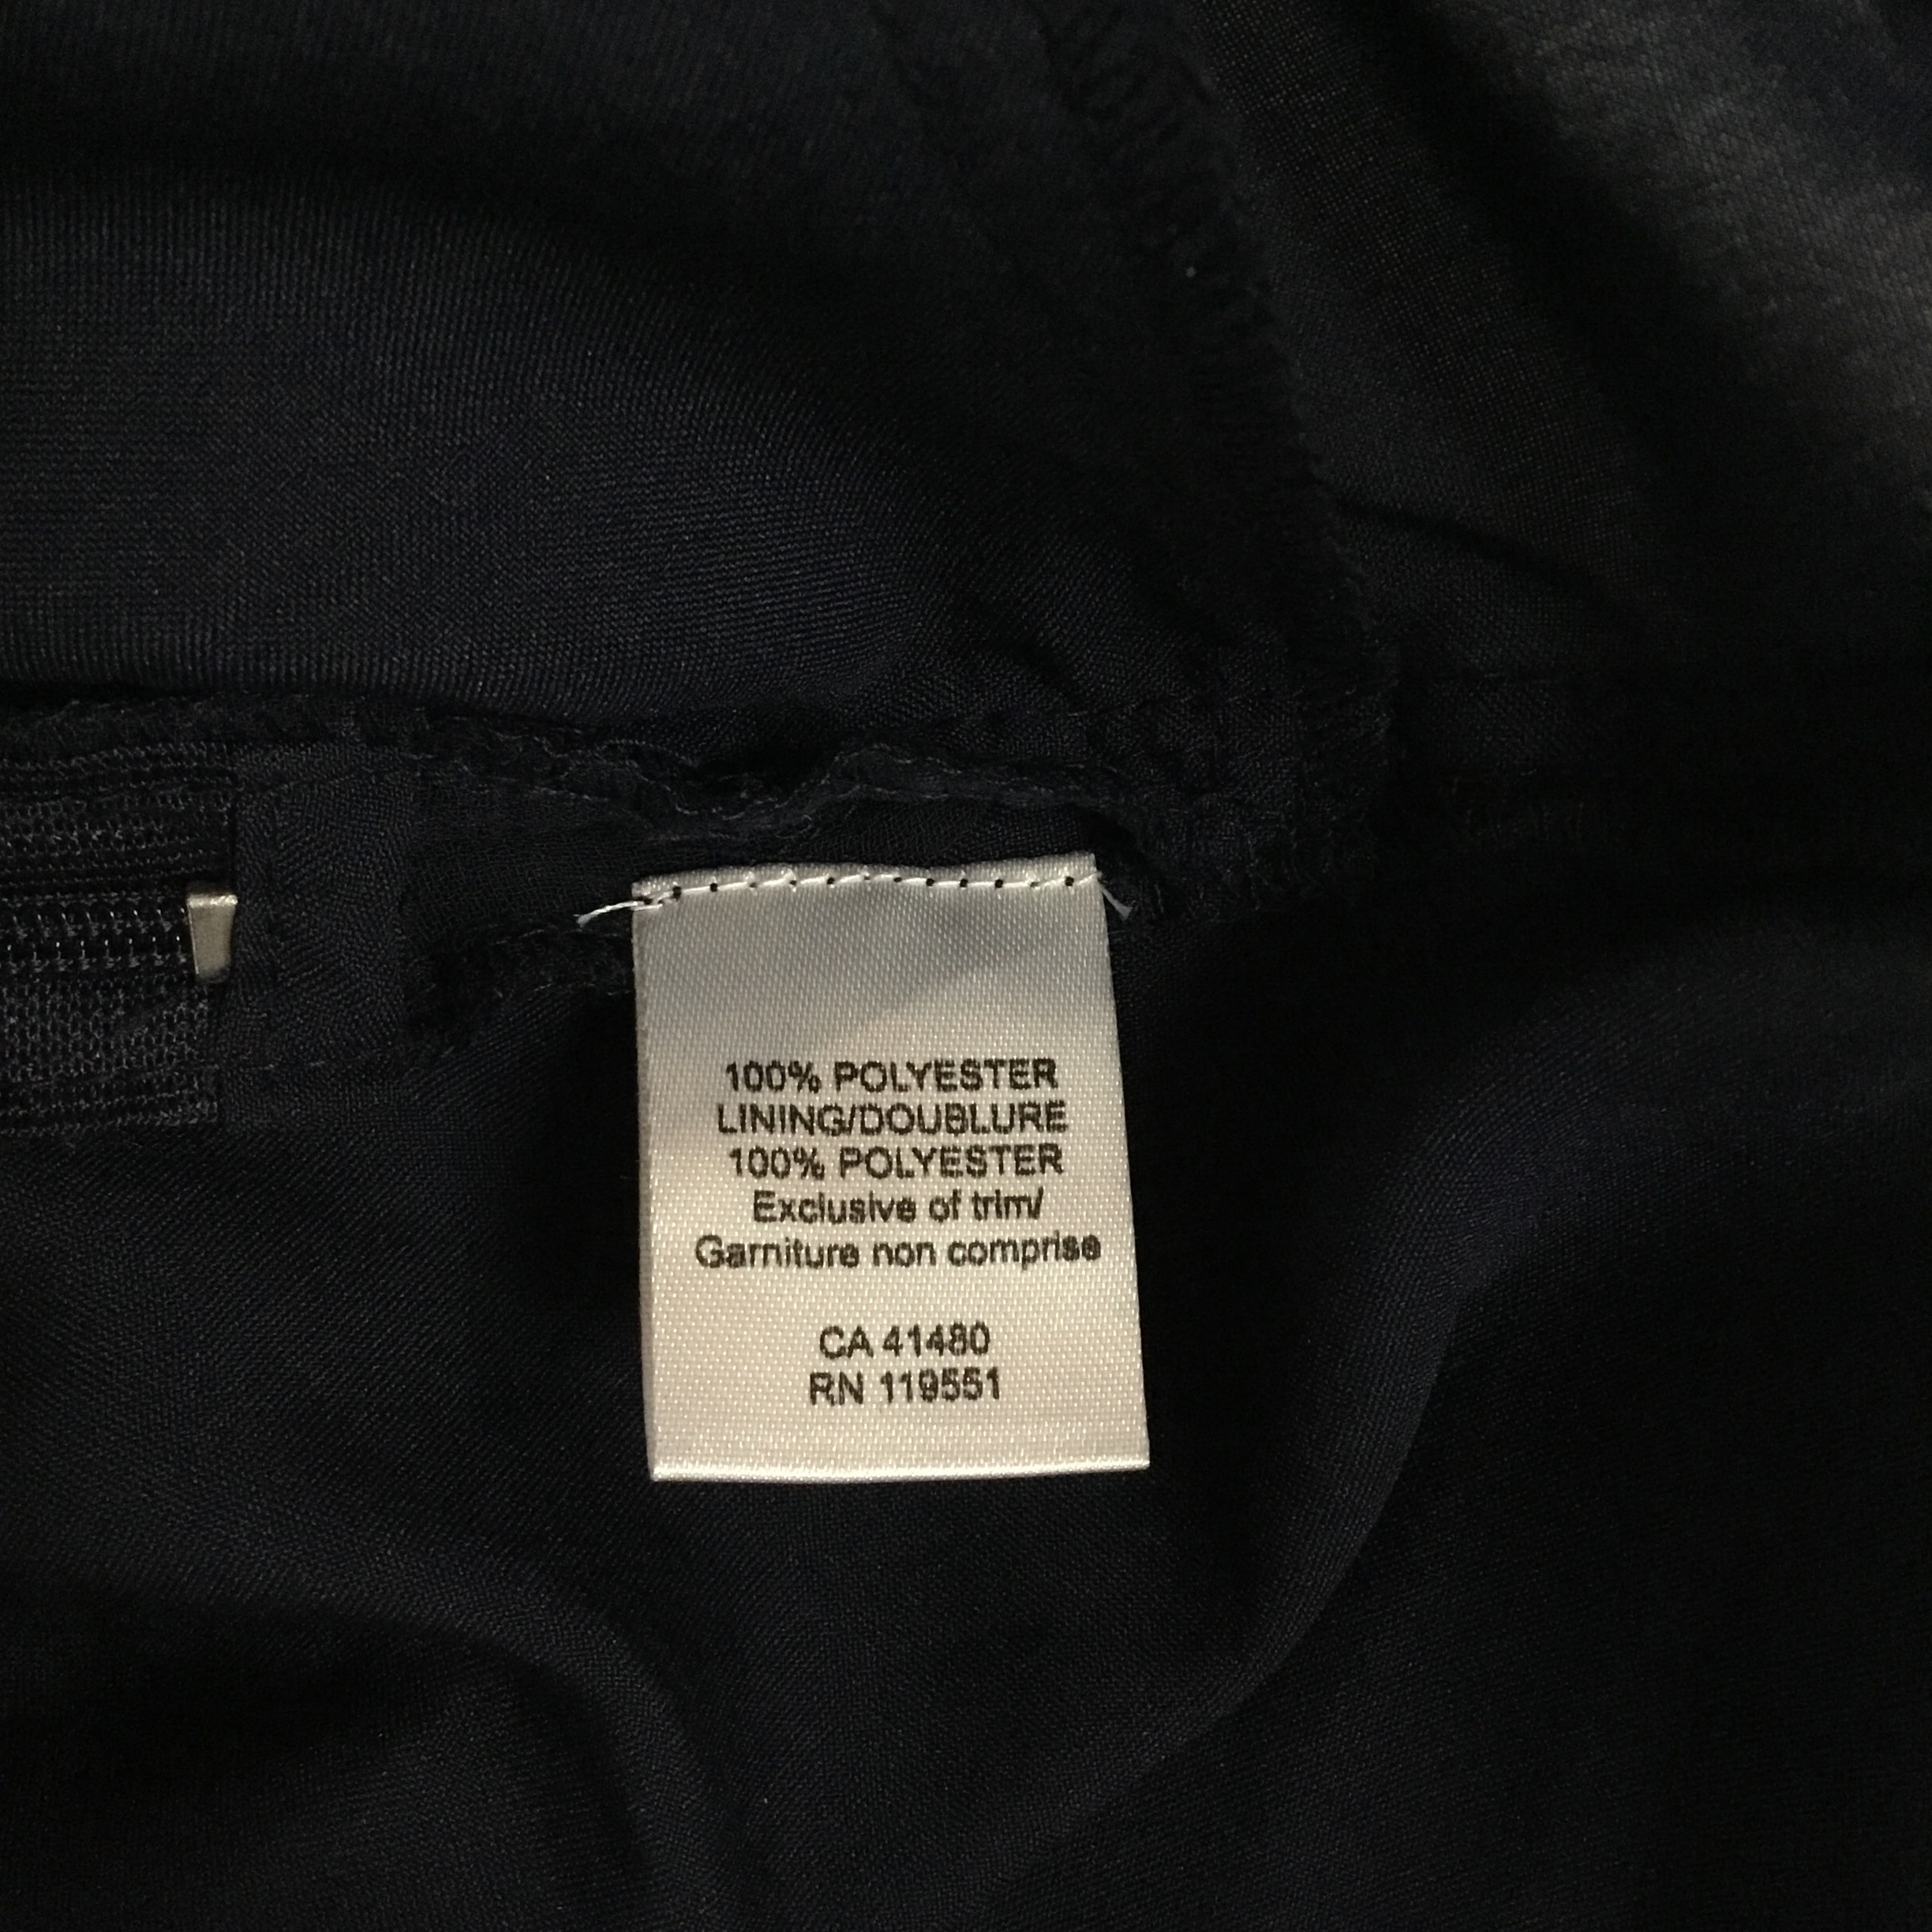 100% POLYESTER
LINING/DOUBLURE
100% POLYESTER
Exclusive of trim/
Garniture non comprise
CA 41480
RN 119551